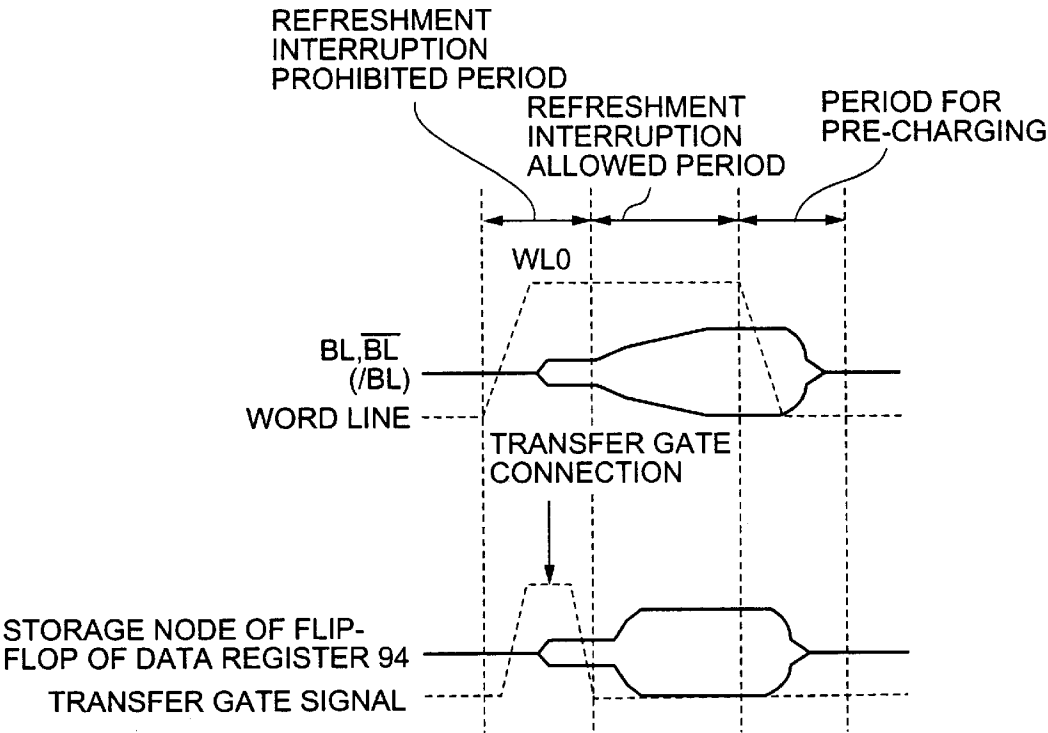 REFRESHMENT
INTERRUPTION
PROHIBITED PERIOD
REFRESHMENT
INTERRUPTION
ALLOWED PERIOD
PERIOD FOR
PRE-CHARGING
WL0
BL,B̅L̅
(/BL)
WORD LINE
TRANSFER GATE
CONNECTION
STORAGE NODE OF FLIP-
FLOP OF DATA REGISTER 94
TRANSFER GATE SIGNAL